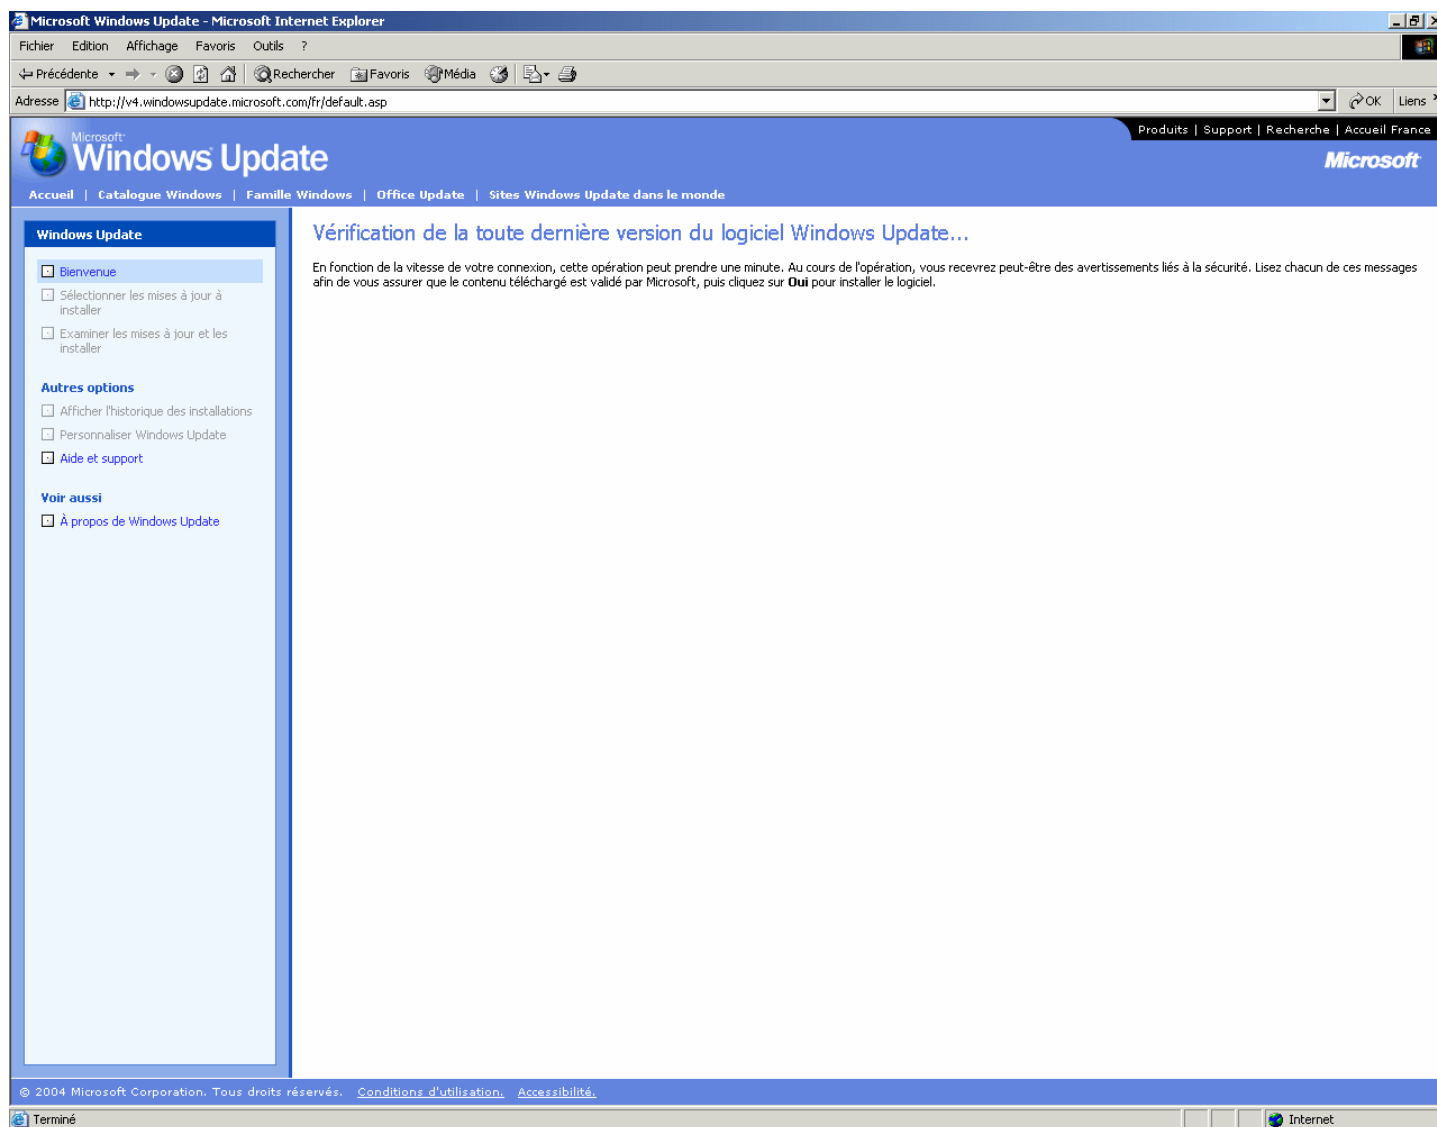 Microsoft Windows Update - Microsoft Internet Explorer
Fichier Edition Affichage Favoris Outils ?
Précédente Rechercher Favoris Média
Adresse http://v4.windowsupdate.microsoft.com/fr/default.asp OK Liens
Produits | Support | Recherche | Accueil France
Microsoft
Windows Update
Microsoft
Accueil | Catalogue Windows | Famille Windows | Office Update | Sites Windows Update dans le monde
Windows Update
Bienvenue
Sélectionner les mises à jour à
installer
Examiner les mises à jour et les
installer
Autres options
Afficher l'historique des installations
Personnaliser Windows Update
Aide et support
Voir aussi
À propos de Windows Update
Vérification de la toute dernière version du logiciel Windows Update...
En fonction de la vitesse de votre connexion, cette opération peut prendre une minute. Au cours de l'opération, vous recevrez peut-être des avertissements liés à la sécurité. Lisez chacun de ces messages
afin de vous assurer que le contenu téléchargé est validé par Microsoft, puis cliquez sur Oui pour installer le logiciel.
© 2004 Microsoft Corporation. Tous droits réservés. Conditions d'utilisation. Accessibilité.
Terminé Internet